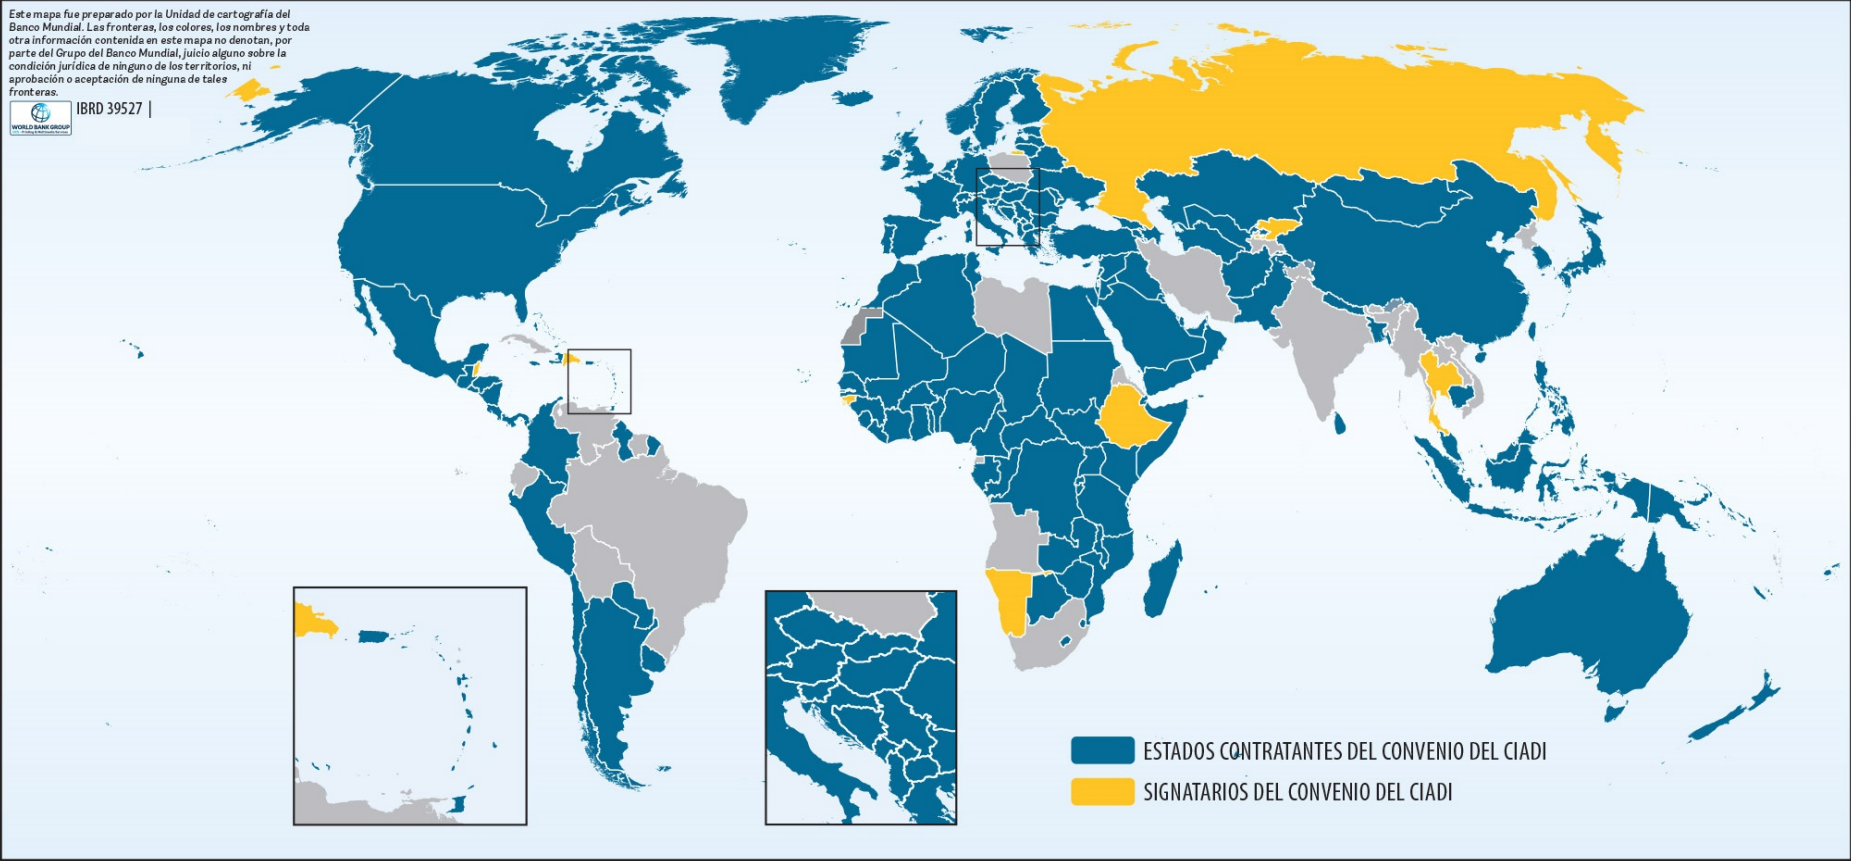 Este mapa fue preparado por la Unidad de cartografía del
Banco Mundial. Las fronteras, los colores, los nombres y toda
otra información contenida en este mapa no denotan, por
parte del Grupo del Banco Mundial, juicio alguno sobre la
condición jurídica de ninguno de los territorios, ni
aprobación o aceptación de ninguna de tales
fronteras.
IBRD 39527 |
WORLD BANK GROUP
ESTADOS CONTRATANTES DEL CONVENIO DEL CIADI
SIGNATARIOS DEL CONVENIO DEL CIADI